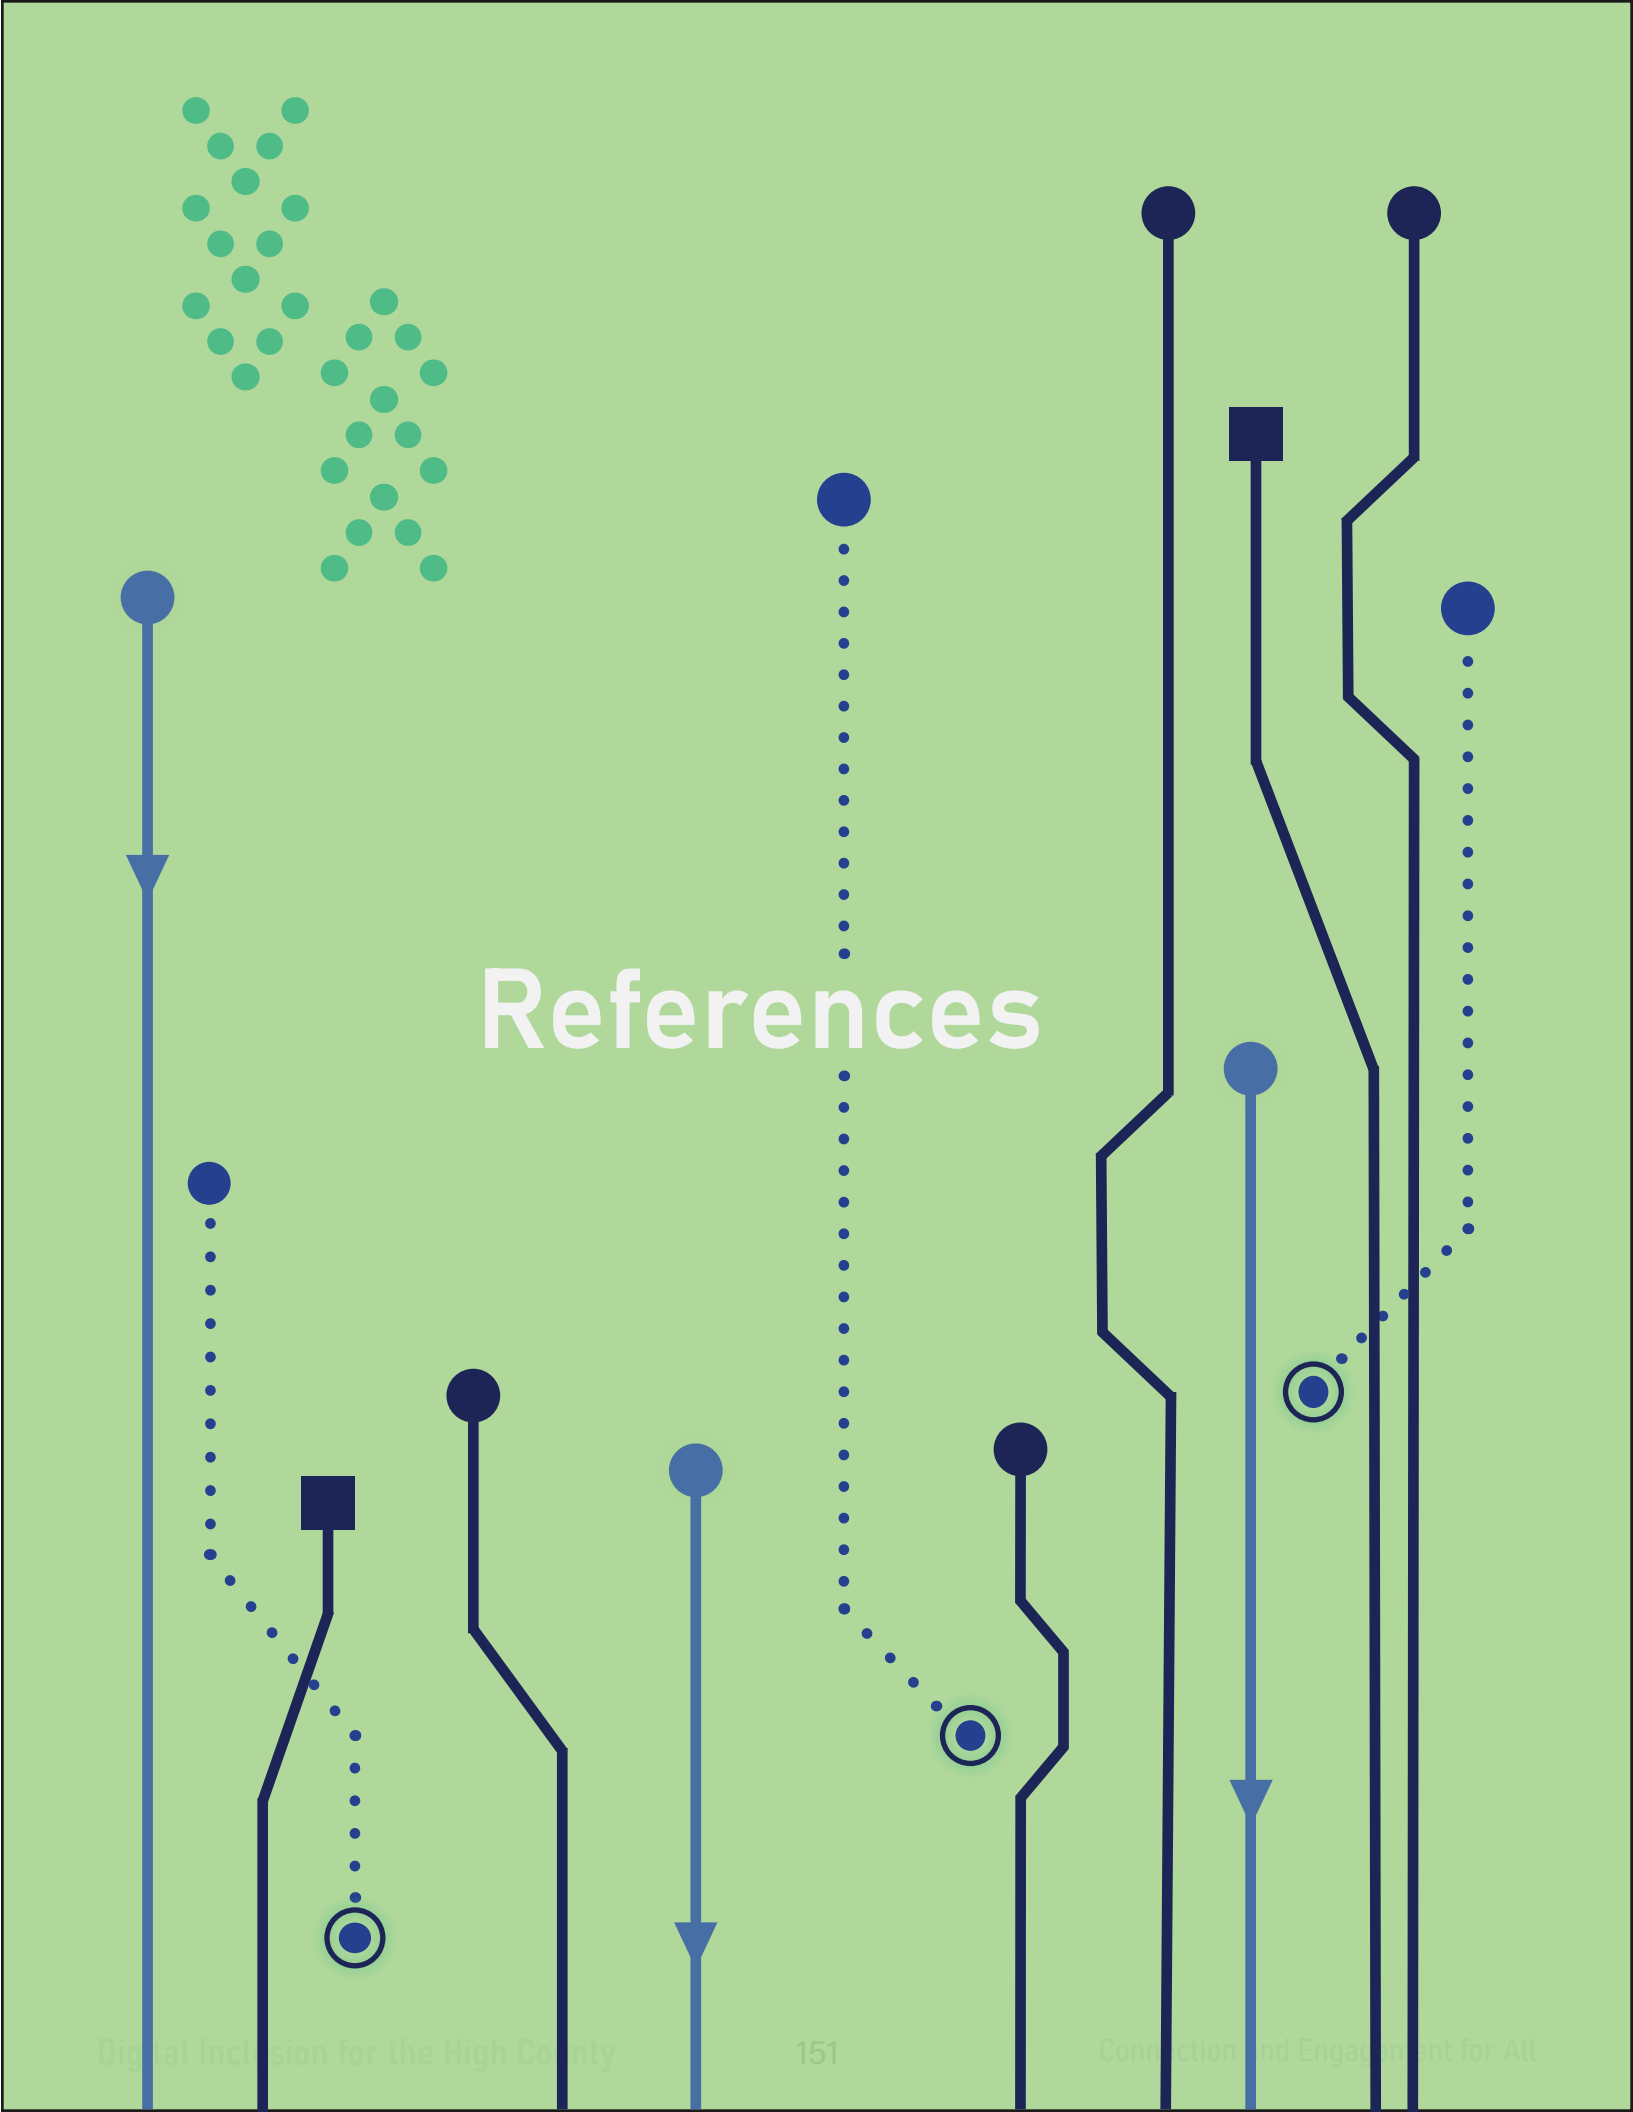 References
Digital Inclusion for the High County
151
Connection and Engagement for All